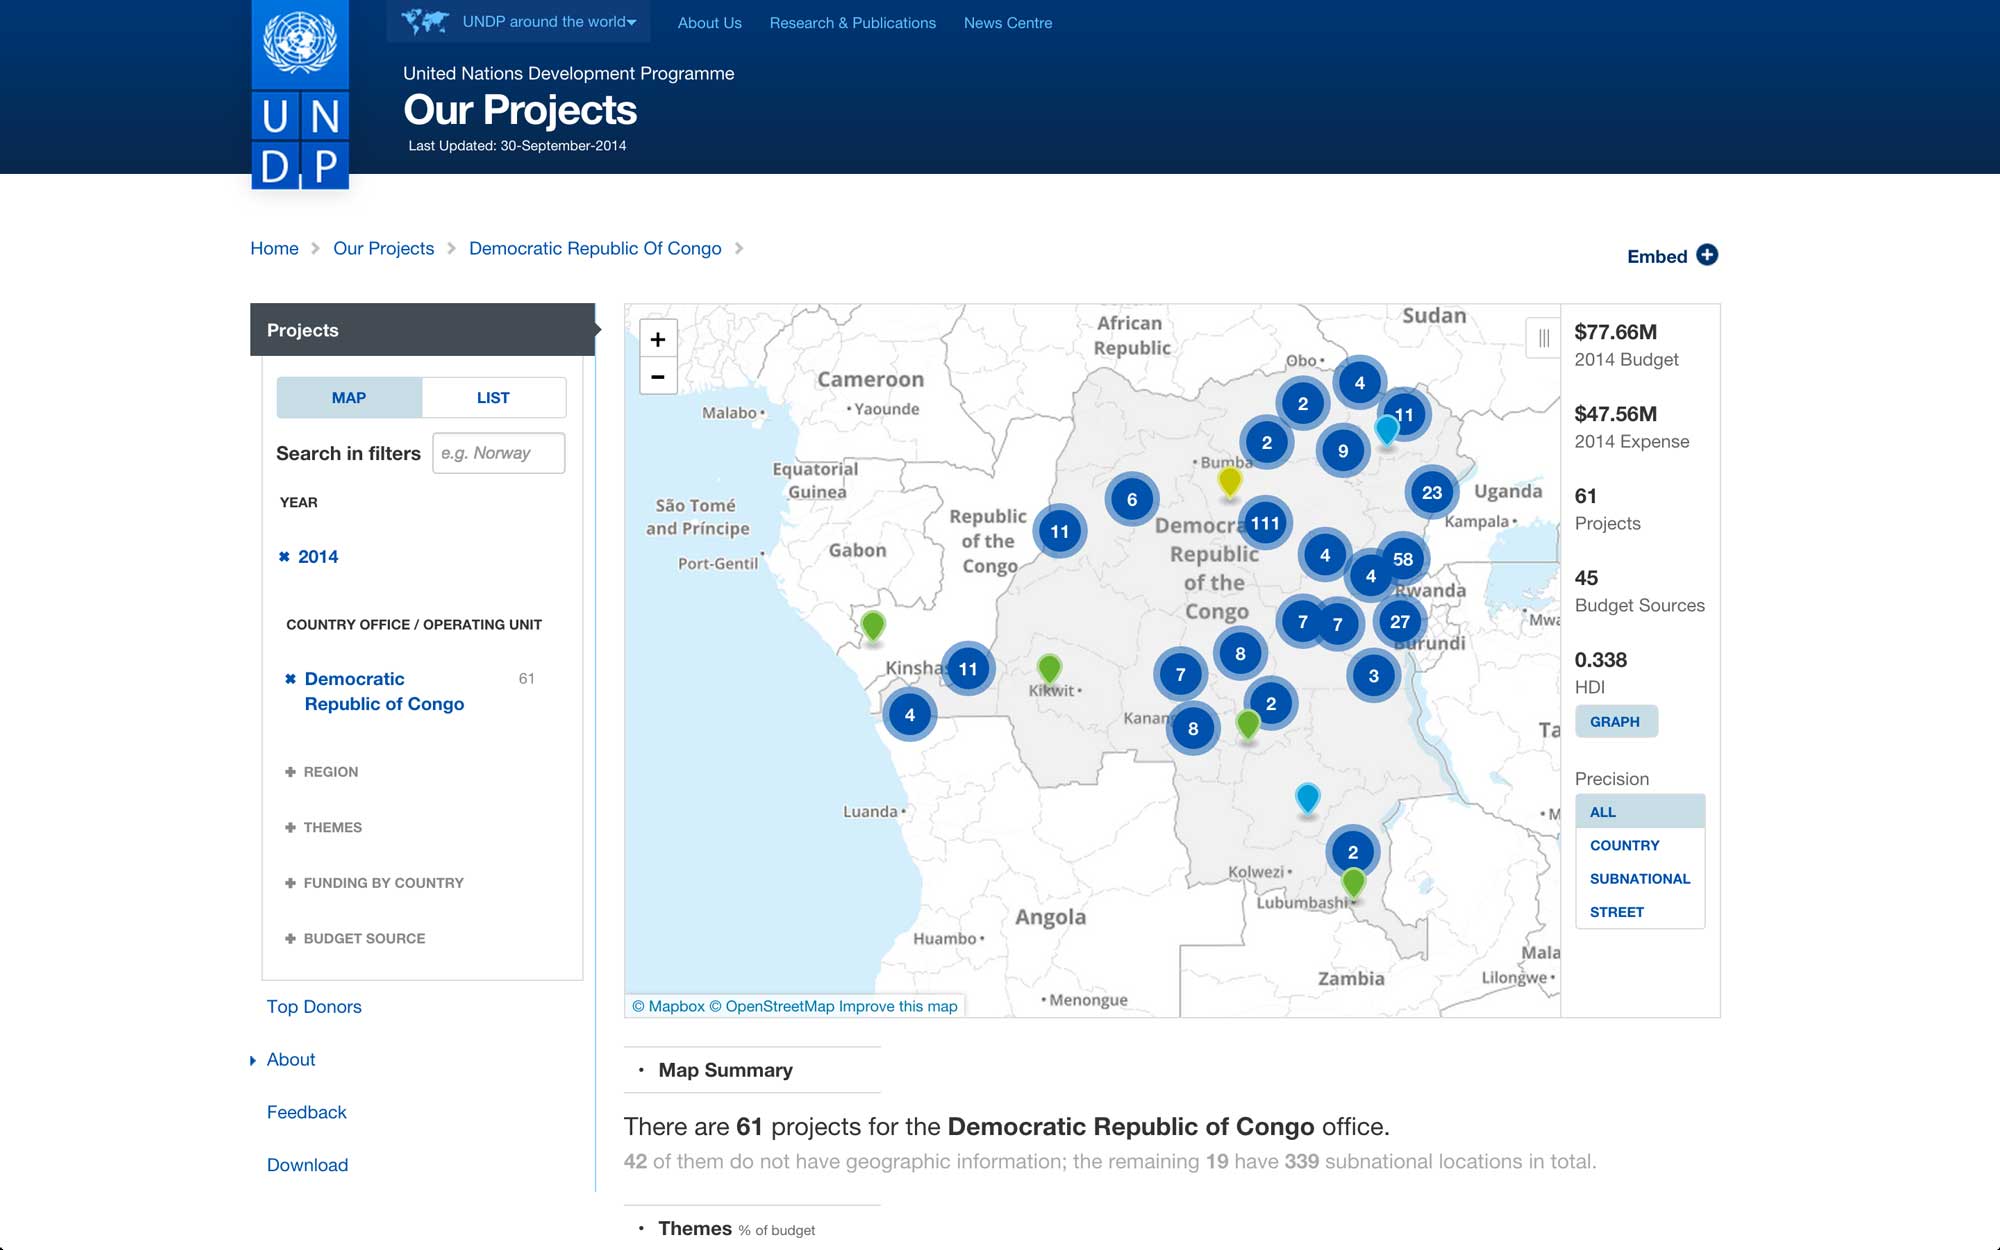 UNDP around the world
About Us
Research & Publications
News Centre
U N
D P
United Nations Development Programme
Our Projects
Last Updated: 30-September-2014
Home
Our Projects
Democratic Republic Of Congo
Embed
Projects
MAP
LIST
Search in filters
e.g. Norway
YEAR
2014
COUNTRY OFFICE / OPERATING UNIT
Democratic
Republic of Congo
61
REGION
THEMES
FUNDING BY COUNTRY
BUDGET SOURCE
Top Donors
About
Feedback
Download
+
−
African
Republic
Sudan
Obo
Cameroon
Yaounde
Malabo
Equatorial
Guinea
São Tomé
and Príncipe
Port-Gentil
Gabon
Republic
of the
Congo
Bumba
Democra
Republic
of the
Congo
Uganda
Kampala
Rwanda
Mwa
Burundi
Kinsha
Kikwit
Kanang
Ta
Luanda
M
Kolwezi
Lubumbashi
Angola
Huambo
Menongue
Zambia
Mala
Lilongwe
4
2
11
2
9
23
6
11
111
4
58
4
7
7
27
8
11
7
3
2
4
8
2
© Mapbox © OpenStreetMap Improve this map
$77.66M
2014 Budget
$47.56M
2014 Expense
61
Projects
45
Budget Sources
0.338
HDI
GRAPH
Precision
ALL
COUNTRY
SUBNATIONAL
STREET
Map Summary
There are 61 projects for the Democratic Republic of Congo office.
42 of them do not have geographic information; the remaining 19 have 339 subnational locations in total.
Themes % of budget